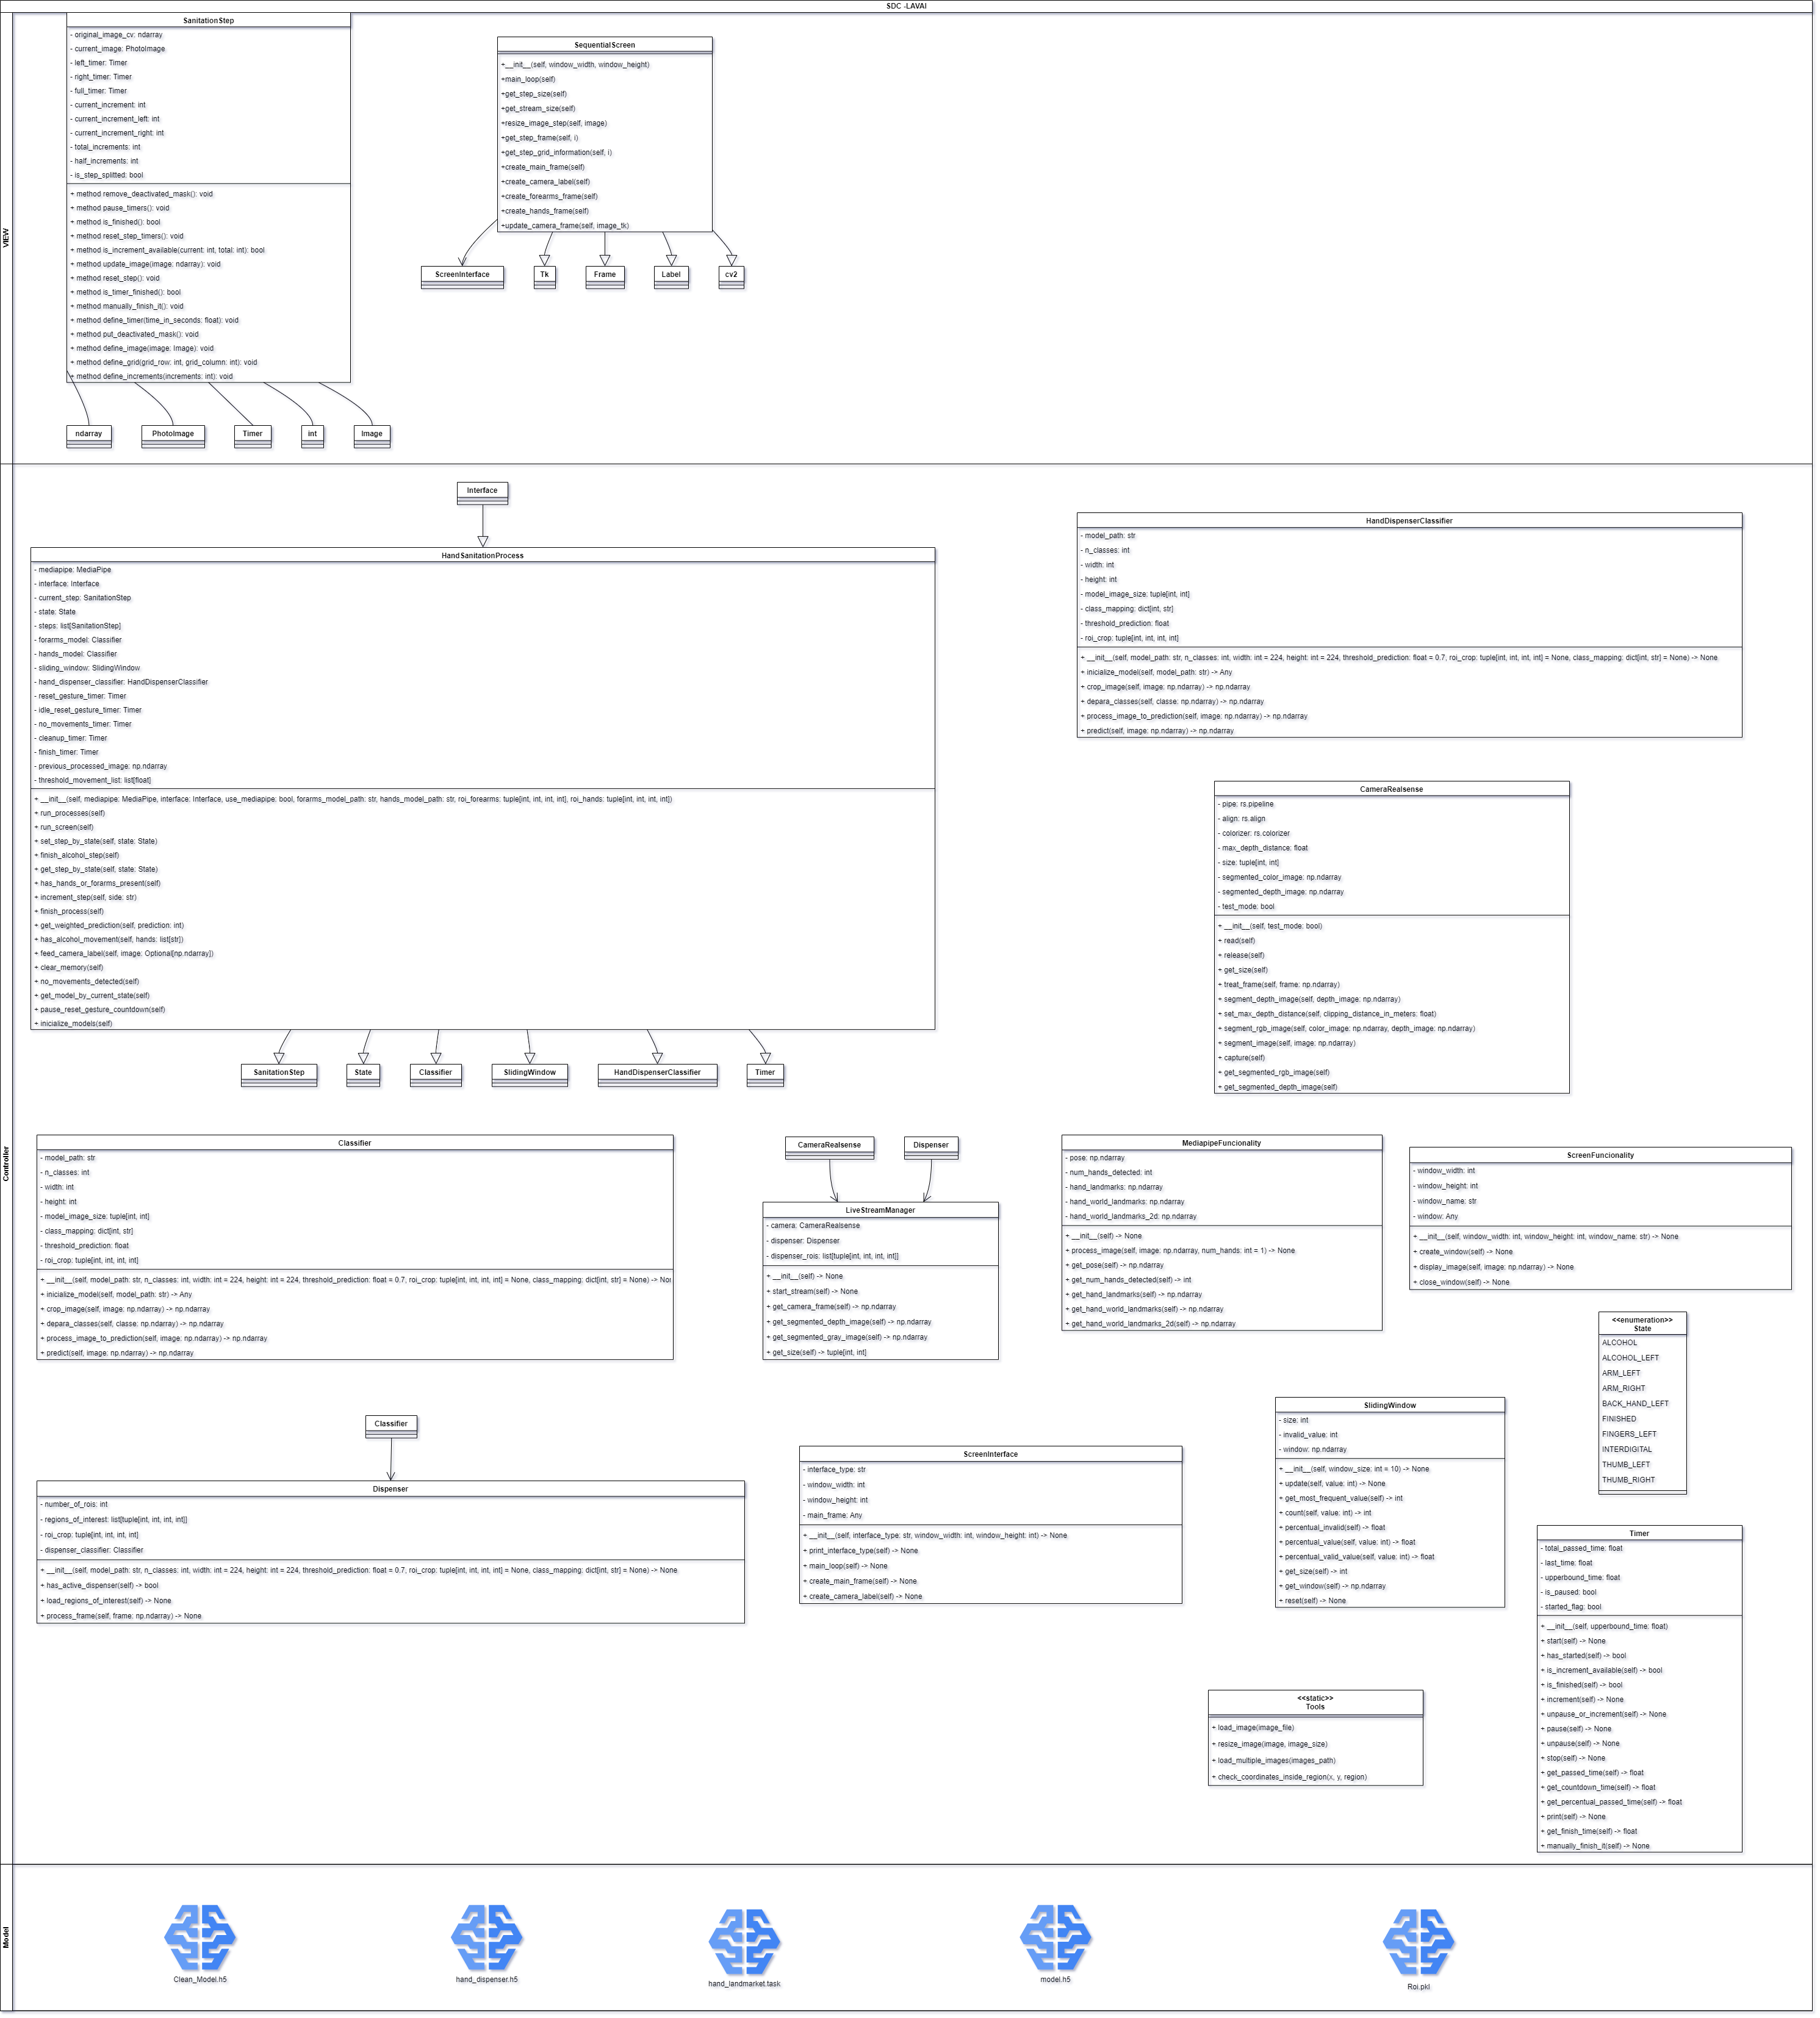 SDC -LAVAI
VIEW
SanitationStep
- original_image_cv: ndarray
- current_image: PhotoImage
- left_timer: Timer
- right_timer: Timer
- full_timer: Timer
- current_increment: int
- current_increment_left: int
- current_increment_right: int
- total_increments: int
- half_increments: int
- is_step_splitted: bool
+ method remove_deactivated_mask(): void
+ method pause_timers(): void
+ method is_finished(): bool
+ method reset_step_timers(): void
+ method is_increment_available(current: int, total: int): bool
+ method update_image(image: ndarray): void
+ method reset_step(): void
+ method is_timer_finished(): bool
+ method manually_finish_it(): void
+ method define_timer(time_in_seconds: float): void
+ method put_deactivated_mask(): void
+ method define_image(image: Image): void
+ method define_grid(grid_row: int, grid_column: int): void
+ method define_increments(increments: int): void
ndarray
PhotoImage
Timer
int
Image
SequentialScreen
+__init__(self, window_width, window_height)
+main_loop(self)
+get_step_size(self)
+get_stream_size(self)
+resize_image_step(self, image)
+get_step_frame(self, i)
+get_step_grid_information(self, i)
+create_main_frame(self)
+create_camera_label(self)
+create_forearms_frame(self)
+create_hands_frame(self)
+update_camera_frame(self, image_tk)
ScreenInterface
Tk
Frame
Label
cv2
Controller
Interface
HandSanitationProcess
- mediapipe: MediaPipe
- interface: Interface
- current_step: SanitationStep
- state: State
- steps: list[SanitationStep]
- forarms_model: Classifier
- hands_model: Classifier
- sliding_window: SlidingWindow
- hand_dispenser_classifier: HandDispenserClassifier
- reset_gesture_timer: Timer
- idle_reset_gesture_timer: Timer
- no_movements_timer: Timer
- cleanup_timer: Timer
- finish_timer: Timer
- previous_processed_image: np.ndarray
- threshold_movement_list: list[float]
+ __init__(self, mediapipe: MediaPipe, interface: Interface, use_mediapipe: bool, forarms_model_path: str, hands_model_path: str, roi_forearms: tuple[int, int, int, int], roi_hands: tuple[int, int, int, int])
+ run_processes(self)
+ run_screen(self)
+ set_step_by_state(self, state: State)
+ finish_alcohol_step(self)
+ get_step_by_state(self, state: State)
+ has_hands_or_forarms_present(self)
+ increment_step(self, side: str)
+ finish_process(self)
+ get_weighted_prediction(self, prediction: int)
+ has_alcohol_movement(self, hands: list[str])
+ feed_camera_label(self, image: Optional[np.ndarray])
+ clear_memory(self)
+ no_movements_detected(self)
+ get_model_by_current_state(self)
+ pause_reset_gesture_countdown(self)
+ inicialize_models(self)
SanitationStep
State
Classifier
SlidingWindow
HandDispenserClassifier
Timer
HandDispenserClassifier
- model_path: str
- n_classes: int
- width: int
- height: int
- model_image_size: tuple[int, int]
- class_mapping: dict[int, str]
- threshold_prediction: float
- roi_crop: tuple[int, int, int, int]
+ __init__(self, model_path: str, n_classes: int, width: int = 224, height: int = 224, threshold_prediction: float = 0.7, roi_crop: tuple[int, int, int, int] = None, class_mapping: dict[int, str] = None) -> None
+ inicialize_model(self, model_path: str) -> Any
+ crop_image(self, image: np.ndarray) -> np.ndarray
+ depara_classes(self, classe: np.ndarray) -> np.ndarray
+ process_image_to_prediction(self, image: np.ndarray) -> np.ndarray
+ predict(self, image: np.ndarray) -> np.ndarray
CameraRealsense
- pipe: rs.pipeline
- align: rs.align
- colorizer: rs.colorizer
- max_depth_distance: float
- size: tuple[int, int]
- segmented_color_image: np.ndarray
- segmented_depth_image: np.ndarray
- test_mode: bool
+ __init__(self, test_mode: bool)
+ read(self)
+ release(self)
+ get_size(self)
+ treat_frame(self, frame: np.ndarray)
+ segment_depth_image(self, depth_image: np.ndarray)
+ set_max_depth_distance(self, clipping_distance_in_meters: float)
+ segment_rgb_image(self, color_image: np.ndarray, depth_image: np.ndarray)
+ segment_image(self, image: np.ndarray)
+ capture(self)
+ get_segmented_rgb_image(self)
+ get_segmented_depth_image(self)
Classifier
- model_path: str
- n_classes: int
- width: int
- height: int
- model_image_size: tuple[int, int]
- class_mapping: dict[int, str]
- threshold_prediction: float
- roi_crop: tuple[int, int, int, int]
+ __init__(self, model_path: str, n_classes: int, width: int = 224, height: int = 224, threshold_prediction: float = 0.7, roi_crop: tuple[int, int, int, int] = None, class_mapping: dict[int, str] = None) -> Nor
+ inicialize_model(self, model_path: str) -> Any
+ crop_image(self, image: np.ndarray) -> np.ndarray
+ depara_classes(self, classe: np.ndarray) -> np.ndarray
+ process_image_to_prediction(self, image: np.ndarray) -> np.ndarray
+ predict(self, image: np.ndarray) -> np.ndarray
CameraRealsense
Dispenser
LiveStreamManager
- camera: CameraRealsense
- dispenser: Dispenser
- dispenser_rois: list[tuple[int, int, int, int]]
+ __init__(self) -> None
+ start_stream(self) -> None
+ get_camera_frame(self) -> np.ndarray
+ get_segmented_depth_image(self) -> np.ndarray
+ get_segmented_gray_image(self) -> np.ndarray
+ get_size(self) -> tuple[int, int]
MediapipeFuncionality
- pose: np.ndarray
- num_hands_detected: int
- hand_landmarks: np.ndarray
- hand_world_landmarks: np.ndarray
- hand_world_landmarks_2d: np.ndarray
+ __init__(self) -> None
+ process_image(self, image: np.ndarray, num_hands: int = 1) -> None
+ get_pose(self) -> np.ndarray
+ get_num_hands_detected(self) -> int
+ get_hand_landmarks(self) -> np.ndarray
+ get_hand_world_landmarks(self) -> np.ndarray
+ get_hand_world_landmarks_2d(self) -> np.ndarray
ScreenFuncionality
- window_width: int
- window_height: int
- window_name: str
- window: Any
+ __init__(self, window_width: int, window_height: int, window_name: str) -> None
+ create_window(self) -> None
+ display_image(self, image: np.ndarray) -> None
+ close_window(self) -> None
<<enumeration>>
State
ALCOHOL
ALCOHOL_LEFT
ARM_LEFT
ARM_RIGHT
BACK_HAND_LEFT
FINISHED
FINGERS_LEFT
INTERDIGITAL
THUMB_LEFT
THUMB_RIGHT
Classifier
Dispenser
- number_of_rois: int
- regions_of_interest: list[tuple[int, int, int, int]]
- roi_crop: tuple[int, int, int, int]
- dispenser_classifier: Classifier
+ __init__(self, model_path: str, n_classes: int, width: int = 224, height: int = 224, threshold_prediction: float = 0.7, roi_crop: tuple[int, int, int, int] = None, class_mapping: dict[int, str] = None) -> None
+ has_active_dispenser(self) -> bool
+ load_regions_of_interest(self) -> None
+ process_frame(self, frame: np.ndarray) -> None
ScreenInterface
- interface_type: str
- window_width: int
- window_height: int
- main_frame: Any
+ __init__(self, interface_type: str, window_width: int, window_height: int) -> None
+ print_interface_type(self) -> None
+ main_loop(self) -> None
+ create_main_frame(self) -> None
+ create_camera_label(self) -> None
SlidingWindow
- size: int
- invalid_value: int
- window: np.ndarray
+ __init__(self, window_size: int = 10) -> None
+ update(self, value: int) -> None
+ get_most_frequent_value(self) -> int
+ count(self, value: int) -> int
+ percentual_invalid(self) -> float
+ percentual_value(self, value: int) -> float
+ percentual_valid_value(self, value: int) -> float
+ get_size(self) -> int
+ get_window(self) -> np.ndarray
+ reset(self) -> None
Timer
- total_passed_time: float
- last_time: float
- upperbound_time: float
- is_paused: bool
- started_flag: bool
+ __init__(self, upperbound_time: float)
+ start(self) -> None
+ has_started(self) -> bool
+ is_increment_available(self) -> bool
+ is_finished(self) -> bool
+ increment(self) -> None
+ unpause_or_increment(self) -> None
+ pause(self) -> None
+ unpause(self) -> None
+ stop(self) -> None
+ get_passed_time(self) -> float
+ get_countdown_time(self) -> float
+ get_percentual_passed_time(self) -> float
+ print(self) -> None
+ get_finish_time(self) -> float
+ manually_finish_it(self) -> None
<<static>>
Tools
+ load_image(image_file)
+ resize_image(image, image_size)
+ load_multiple_images(images_path)
+ check_coordinates_inside_region(x, y, region)
Model
Clean_Model.h5
hand_dispenser.h5
hand_landmarket.task
model.h5
Roi.pkl